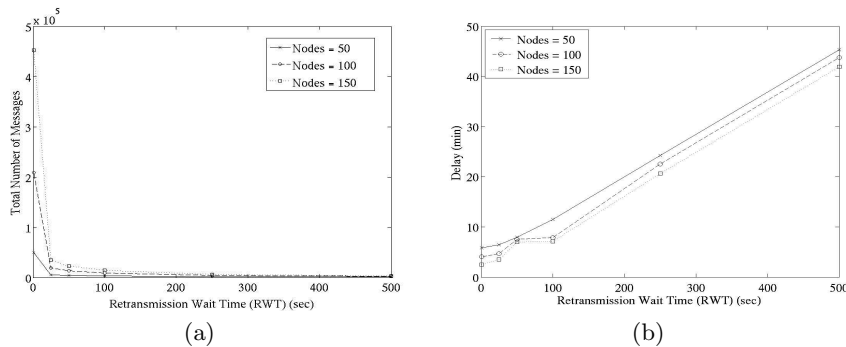 5 x 10^5
4
3
2
1
0
0 100 200 300 400 500
Total Number of Messages
Retransmission Wait Time (RWT) (sec)
Nodes = 50
Nodes = 100
Nodes = 150
(a)
50
40
30
20
10
0
0 100 200 300 400 500
Delay (min)
Retransmission Wait Time (RWT) (sec)
Nodes = 50
Nodes = 100
Nodes = 150
(b)